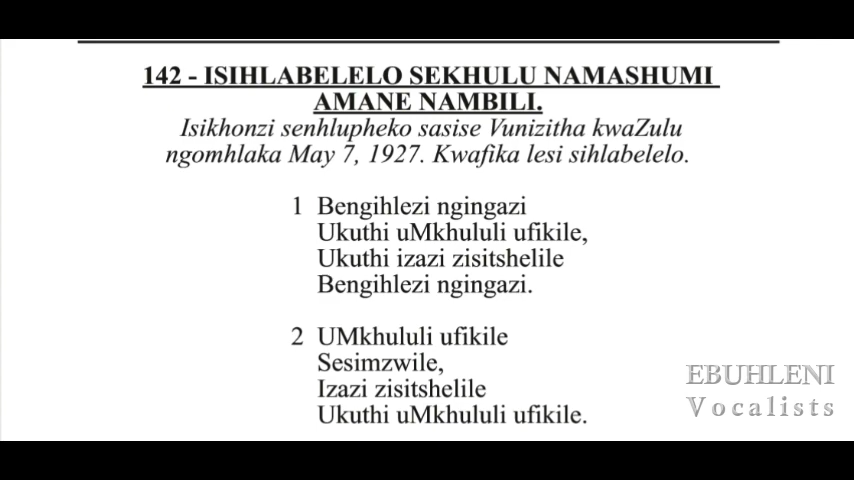 142 - ISIHLABELELO SEKHULU NAMASHUMI
AMANE NAMBILI.
Isikhonzi senhlupheko sasise Vunizitha kwaZulu
ngomhlaka May 7, 1927. Kwafika lesi sihlabelelo.
1 Bengihlezi ngingazi
Ukuthi uMkhululi ufikile,
Ukuthi izazi zisitshelile
Bengihlezi ngingazi.
2 UMkhululi ufikile
Sesimzwile,
Izazi zisitshelile
Ukuthi uMkhululi ufikile.
EBUHLENI
Vocalists